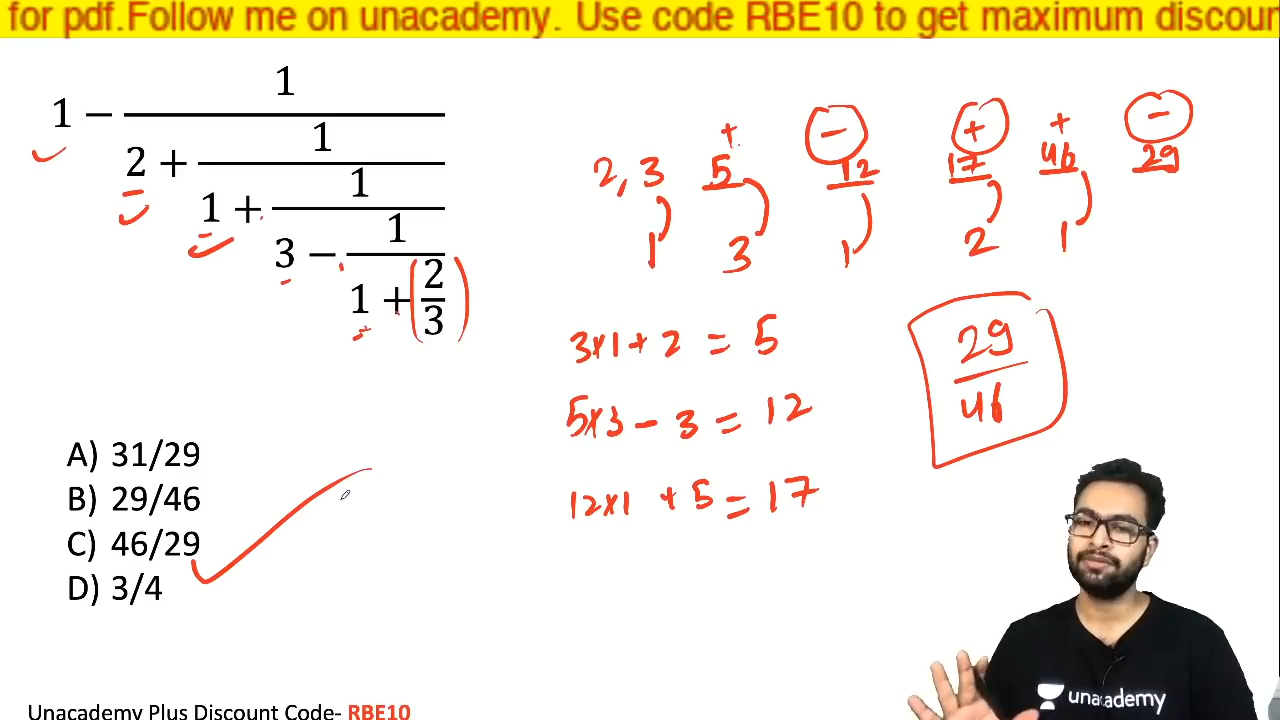 for pdf.Follow me on unacademy. Use code RBE10 to get maximum discour
1 − 1
2 + 1
1 + 1
3 − 1
1 + (2
3)
+ − + + −
2, 3 5 12 17 46 29
1 3 1 2 1
3×1+2 = 5
5×3 − 3 = 12
12×1 + 5 = 17
29
46
A) 31/29
B) 29/46
C) 46/29
D) 3/4
unacademy
Unacademy Plus Discount Code- RBE10